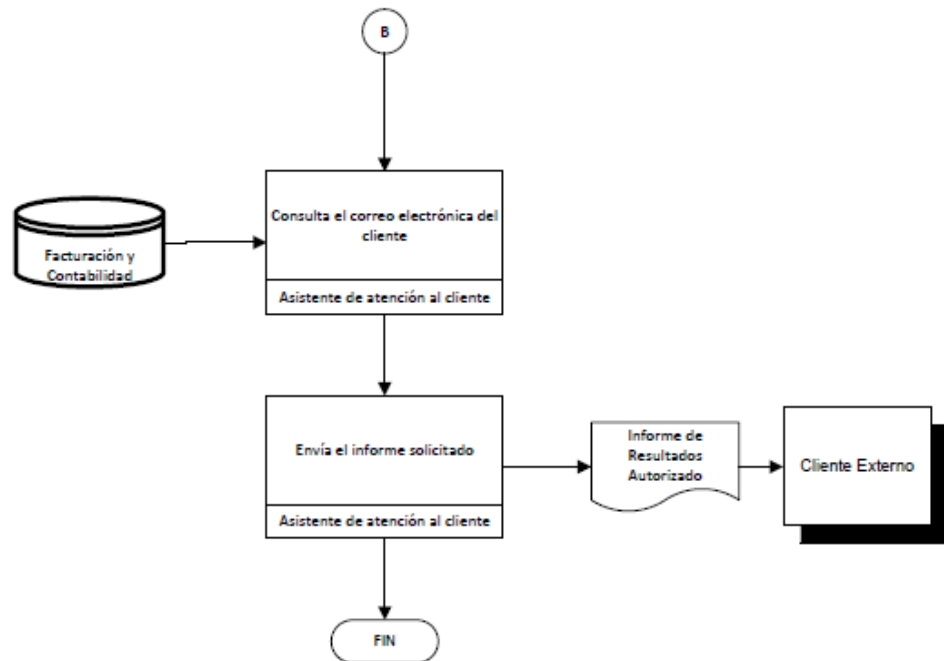 B
Consulta el correo electrónica del
cliente
Facturación y
Contabilidad
Asistente de atención al cliente
Envía el informe solicitado
Informe de
Resultados
Autorizado
Cliente Externo
Asistente de atención al cliente
FIN